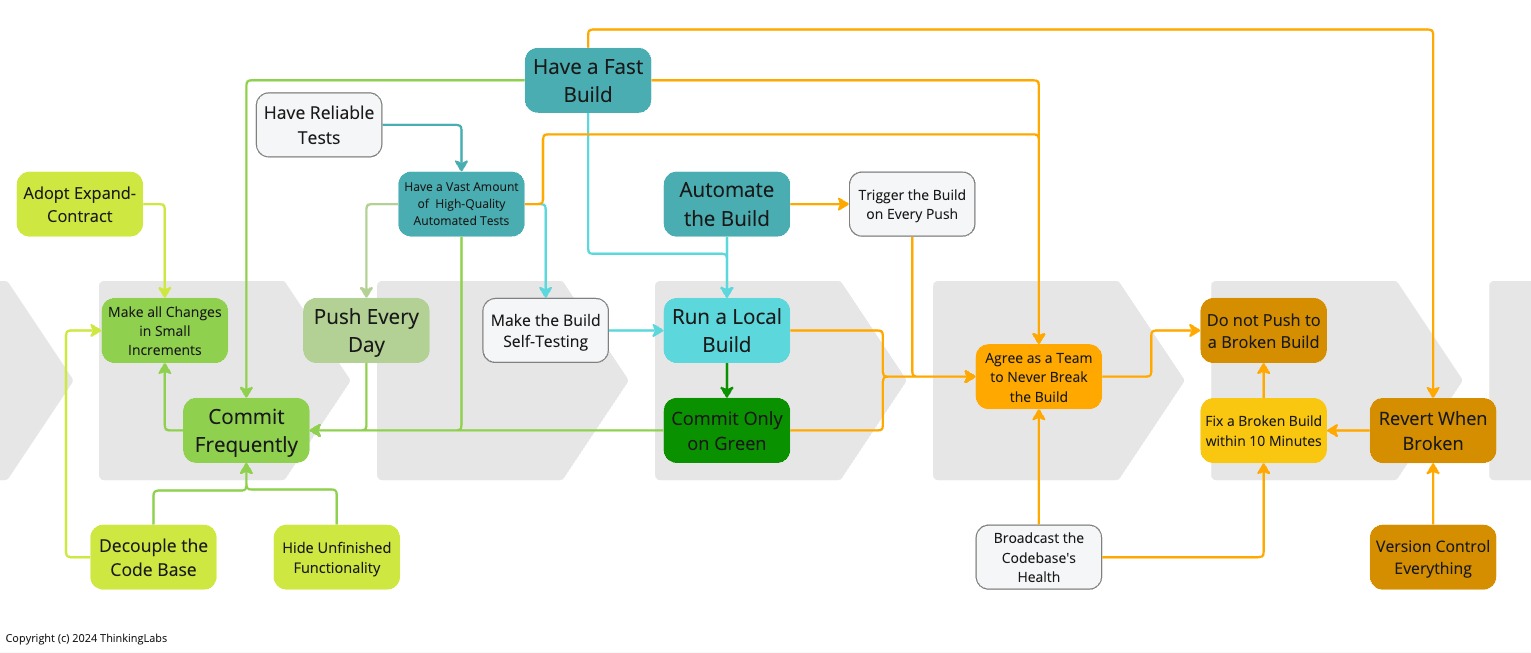 Have a Fast
Build
Have Reliable
Tests
Adopt Expand-
Contract
Have a Vast Amount
of High-Quality
Automated Tests
Automate
the Build
Trigger the Build
on Every Push
Make all Changes
in Small
Increments
Push Every
Day
Make the Build
Self-Testing
Run a Local
Build
Agree as a Team
to Never Break
the Build
Do not Push to
a Broken Build
Commit
Frequently
Commit Only
on Green
Fix a Broken Build
within 10 Minutes
Revert When
Broken
Decouple the
Code Base
Hide Unfinished
Functionality
Broadcast the
Codebase's
Health
Version Control
Everything
Copyright (c) 2024 ThinkingLabs